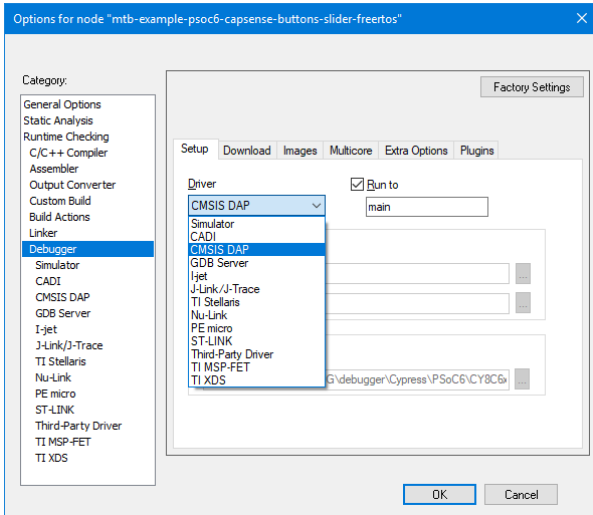 Options for node "mtb-example-psoc6-capsense-buttons-slider-freertos"
Category:
General Options
Static Analysis
Runtime Checking
C/C++ Compiler
Assembler
Output Converter
Custom Build
Build Actions
Linker
Debugger
Simulator
CADI
CMSIS DAP
GDB Server
I-jet
J-Link/J-Trace
TI Stellaris
Nu-Link
PE micro
ST-LINK
Third-Party Driver
TI MSP-FET
TI XDS
Factory Settings
Setup Download Images Multicore Extra Options Plugins
Driver
Run to
CMSIS DAP
main
Simulator
CADI
CMSIS DAP
GDB Server
I-jet
J-Link/J-Trace
TI Stellaris
Nu-Link
PE micro
ST-LINK
Third-Party Driver
TI MSP-FET
TI XDS
G\debugger\Cypress\PSoC6\CY8C6
...
...
...
OK Cancel